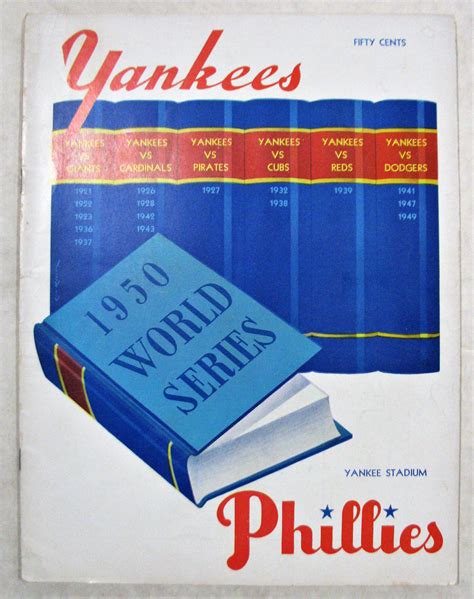 Yankees
FIFTY CENTS
YANKEES VS GIANTS
1921
1922
1923
1936
1937
YANKEES VS CARDINALS
1926
1928
1942
1943
YANKEES VS PIRATES
1927
YANKEES VS CUBS
1932
1938
YANKEES VS REDS
1939
YANKEES VS DODGERS
1941
1947
1949
1950
WORLD
SERIES
YANKEE STADIUM
Phillies